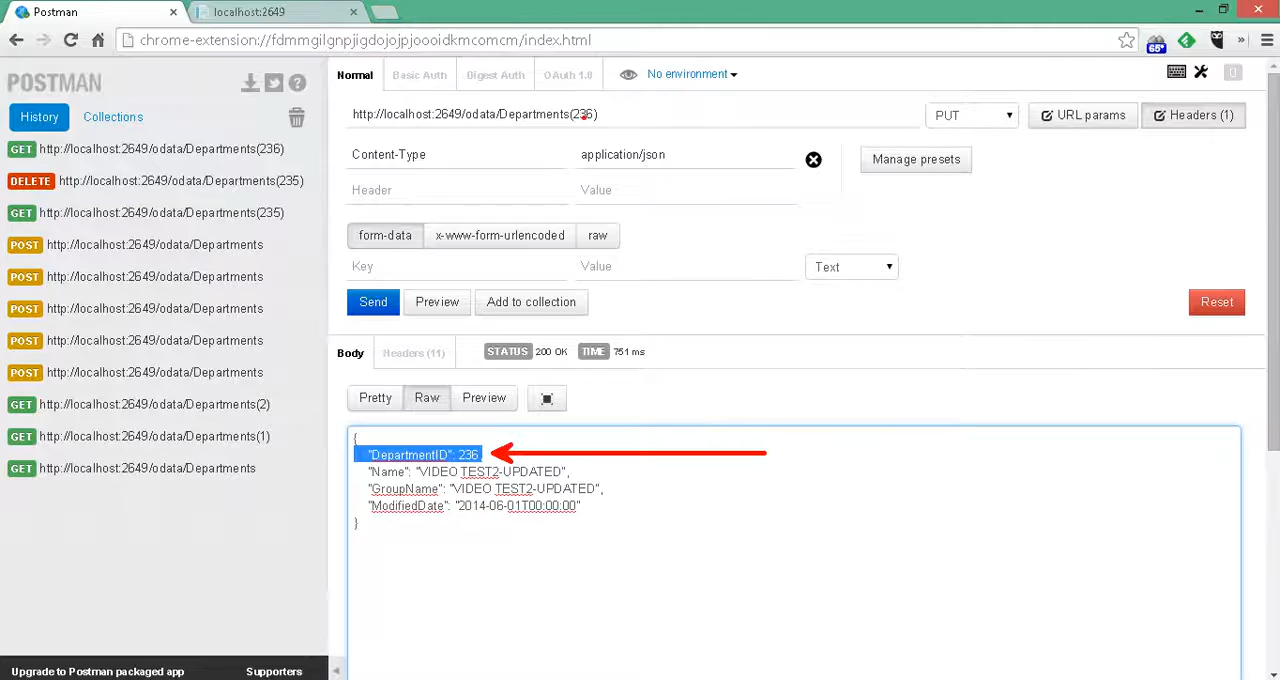 Postman
localhost:2649
chrome-extension://fdmmgilgnpjigdojojpjoooidkmcomcm/index.html
65°
POSTMAN
History
Collections
GET http://localhost:2649/odata/Departments(236)
DELETE http://localhost:2649/odata/Departments(235)
GET http://localhost:2649/odata/Departments(235)
POST http://localhost:2649/odata/Departments
POST http://localhost:2649/odata/Departments
POST http://localhost:2649/odata/Departments
POST http://localhost:2649/odata/Departments
POST http://localhost:2649/odata/Departments
GET http://localhost:2649/odata/Departments(2)
GET http://localhost:2649/odata/Departments(1)
GET http://localhost:2649/odata/Departments
Upgrade to Postman packaged app
Supporters
Normal Basic Auth Digest Auth OAuth 1.0 No environment
0
http://localhost:2649/odata/Departments(236)
PUT URL params Headers (1)
Content-Type application/json
Manage presets
Header Value
form-data x-www-form-urlencoded raw
Key Value Text
Send Preview Add to collection Reset
Body Headers (11) STATUS 200 OK TIME 751 ms
Pretty Raw Preview
{
"DepartmentID": 236,
"Name": "VIDEO TEST2-UPDATED",
"GroupName": "VIDEO TEST2-UPDATED",
"ModifiedDate": "2014-06-01T00:00:00"
}